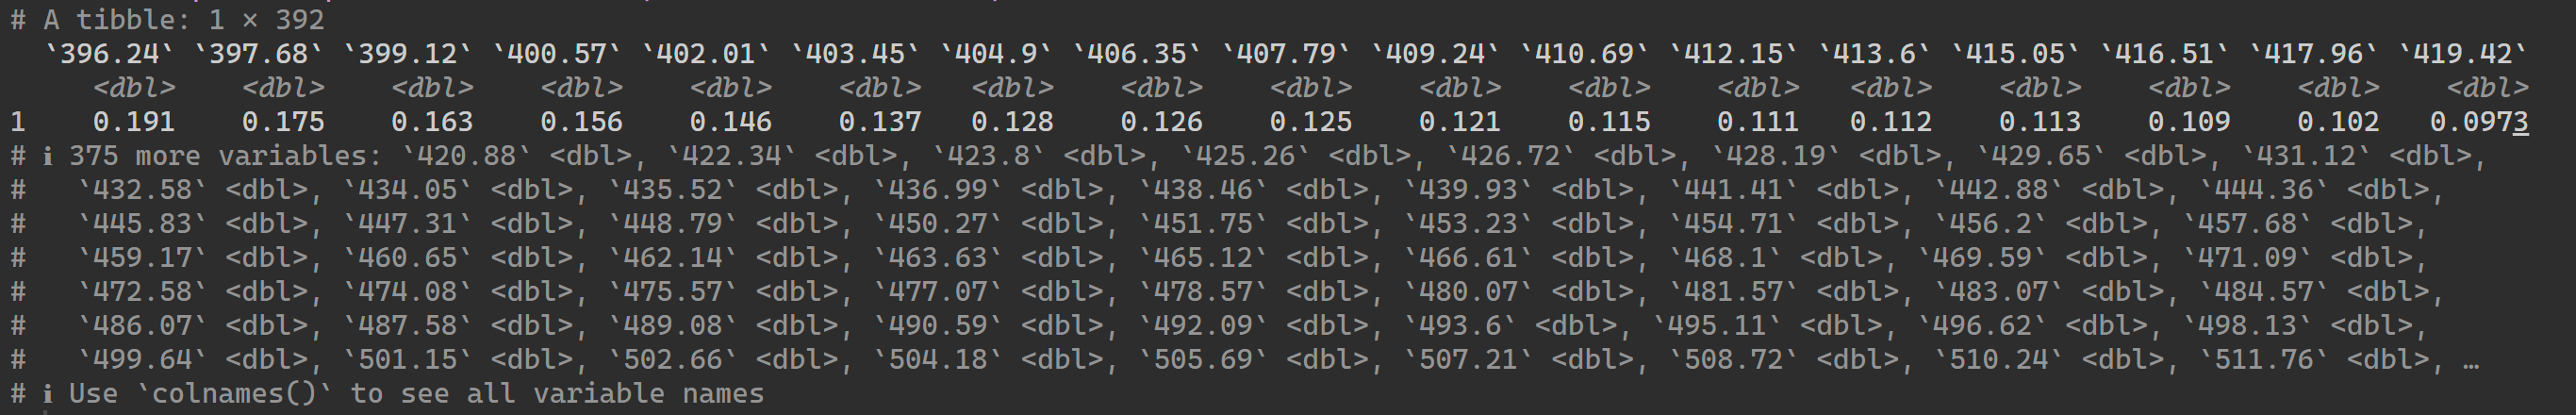 # A tibble: 1 × 392
`396.24` `397.68` `399.12` `400.57` `402.01` `403.45` `404.9` `406.35` `407.79` `409.24` `410.69` `412.15` `413.6` `415.05` `416.51` `417.96` `419.42`
<dbl> <dbl> <dbl> <dbl> <dbl> <dbl> <dbl> <dbl> <dbl> <dbl> <dbl> <dbl> <dbl> <dbl> <dbl> <dbl> <dbl>
1 0.191 0.175 0.163 0.156 0.146 0.137 0.128 0.126 0.125 0.121 0.115 0.111 0.112 0.113 0.109 0.102 0.0973
# ℹ 375 more variables: `420.88` <dbl>, `422.34` <dbl>, `423.8` <dbl>, `425.26` <dbl>, `426.72` <dbl>, `428.19` <dbl>, `429.65` <dbl>, `431.12` <dbl>,
# `432.58` <dbl>, `434.05` <dbl>, `435.52` <dbl>, `436.99` <dbl>, `438.46` <dbl>, `439.93` <dbl>, `441.41` <dbl>, `442.88` <dbl>, `444.36` <dbl>,
# `445.83` <dbl>, `447.31` <dbl>, `448.79` <dbl>, `450.27` <dbl>, `451.75` <dbl>, `453.23` <dbl>, `454.71` <dbl>, `456.2` <dbl>, `457.68` <dbl>,
# `459.17` <dbl>, `460.65` <dbl>, `462.14` <dbl>, `463.63` <dbl>, `465.12` <dbl>, `466.61` <dbl>, `468.1` <dbl>, `469.59` <dbl>, `471.09` <dbl>,
# `472.58` <dbl>, `474.08` <dbl>, `475.57` <dbl>, `477.07` <dbl>, `478.57` <dbl>, `480.07` <dbl>, `481.57` <dbl>, `483.07` <dbl>, `484.57` <dbl>,
# `486.07` <dbl>, `487.58` <dbl>, `489.08` <dbl>, `490.59` <dbl>, `492.09` <dbl>, `493.6` <dbl>, `495.11` <dbl>, `496.62` <dbl>, `498.13` <dbl>,
# `499.64` <dbl>, `501.15` <dbl>, `502.66` <dbl>, `504.18` <dbl>, `505.69` <dbl>, `507.21` <dbl>, `508.72` <dbl>, `510.24` <dbl>, `511.76` <dbl>, …
# ℹ Use `colnames()` to see all variable names